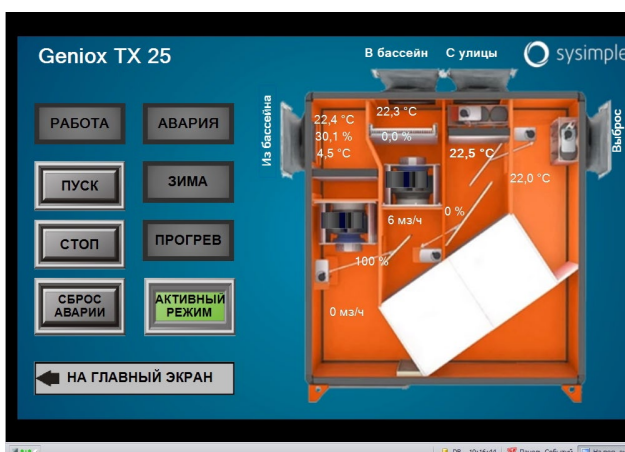 Geniox TX 25
В бассейн
С улицы
sysimple
Из бассейна
Выброс
РАБОТА
АВАРИЯ
ПУСК
ЗИМА
СТОП
ПРОГРЕВ
СБРОС
АВАРИИ
АКТИВНЫЙ
РЕЖИМ
НА ГЛАВНЫЙ ЭКРАН
22,4 °C
30,1 %
4,5 °C
22,3 °C
0,0 %
22,5 °C
22,0 °C
6 мз/ч
0 %
100 %
0 мз/ч